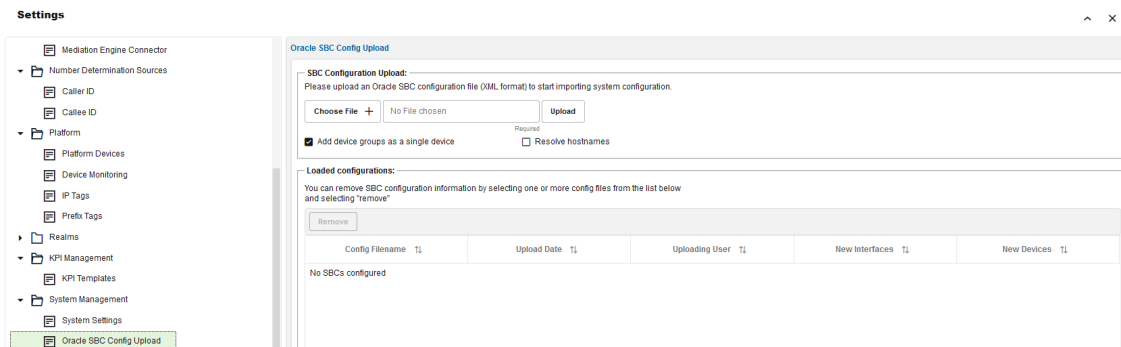 Settings
Mediation Engine Connector
Number Determination Sources
Caller ID
Callee ID
Platform
Platform Devices
Device Monitoring
IP Tags
Prefix Tags
Realms
KPI Management
KPI Templates
System Management
System Settings
Oracle SBC Config Upload
Oracle SBC Config Upload
SBC Configuration Upload:
Please upload an Oracle SBC configuration file (XML format) to start importing system configuration.
Choose File + No File chosen Upload
Required
Add device groups as a single device Resolve hostnames
Loaded configurations:
You can remove SBC configuration information by selecting one or more config files from the list below
and selecting "remove"
Remove
Config Filename Upload Date Uploading User New Interfaces New Devices
No SBCs configured